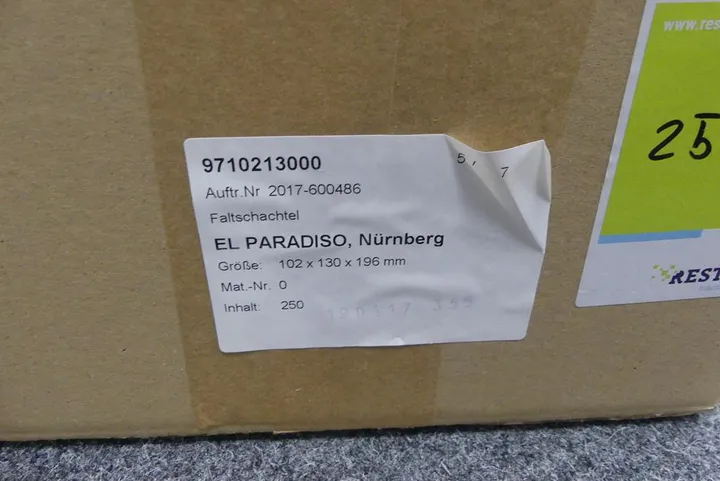 9710213000
Auftr.Nr 2017-600486
Faltschachtel
EL PARADISO, Nürnberg
Größe: 102 x 130 x 196 mm
Mat.-Nr. 0
Inhalt: 250
5, 7
www.res
25
REST